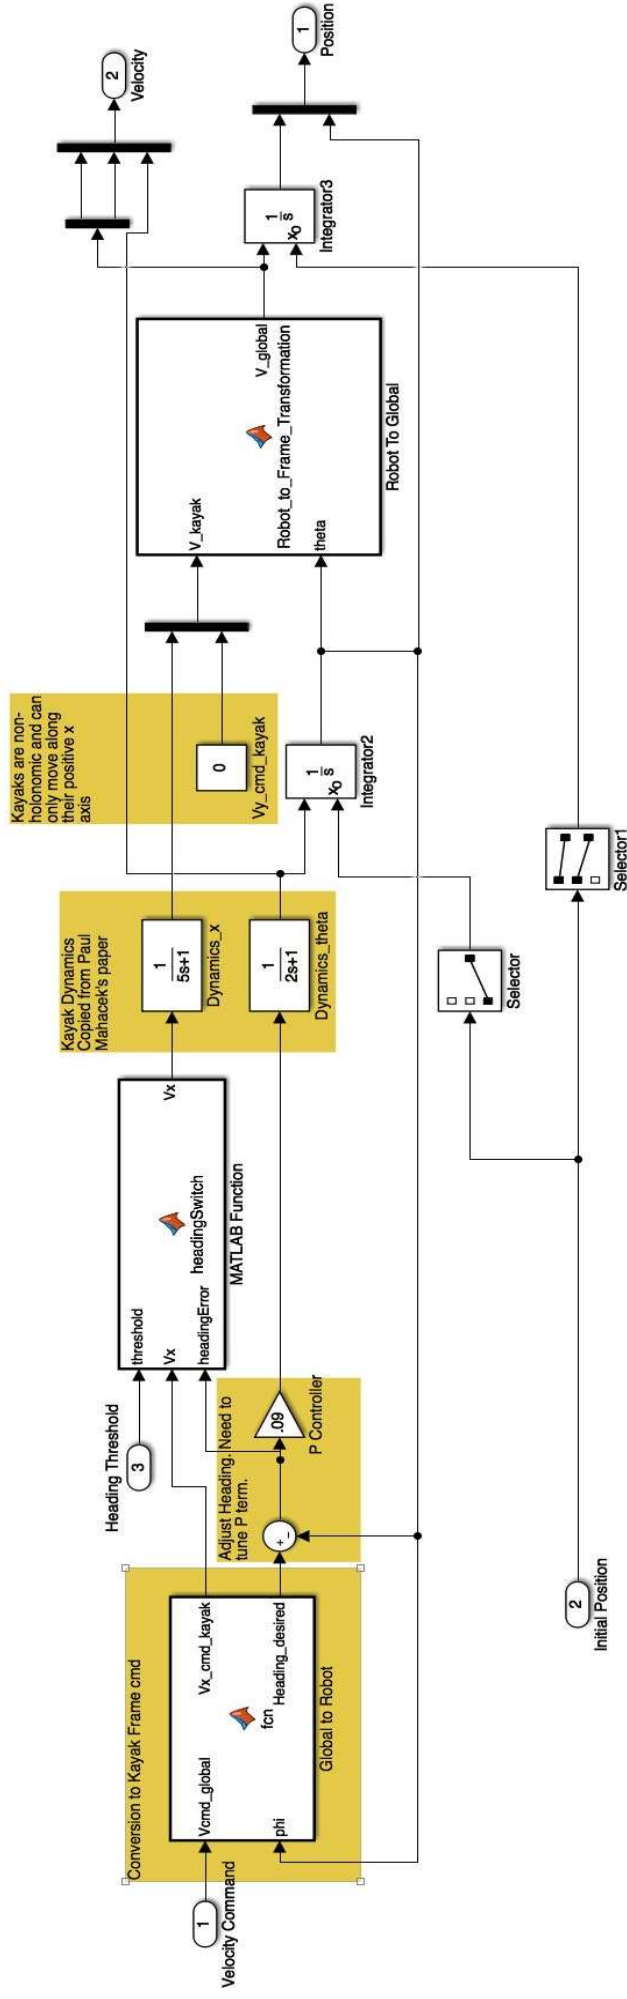 Conversion to Kayak Frame cmd
1
Velocity Command
Vcmd_global
phi
fcn
Vx_cmd_kayak
Heading_desired
Global to Robot
Heading Threshold
3
Adjust Heading. Need to
tune P term.
+
-
.09
P Controller
threshold
Vx
headingError
headingSwitch
Vx
MATLAB Function
Kayak Dynamics
Copied from Paul
Mahacek's paper
1
5s+1
Dynamics_x
1
2s+1
Dynamics_theta
Kayaks are non-
holonomic and can
only move along
their positive x
axis
0
Vy_cmd_kayak
1
s
xo
Integrator2
V_kayak
theta
Robot_to_Frame_Transformation
V_global
Robot To Global
1
s
xo
Integrator3
2
Velocity
1
Position
2
Initial Position
Selector
Selector1